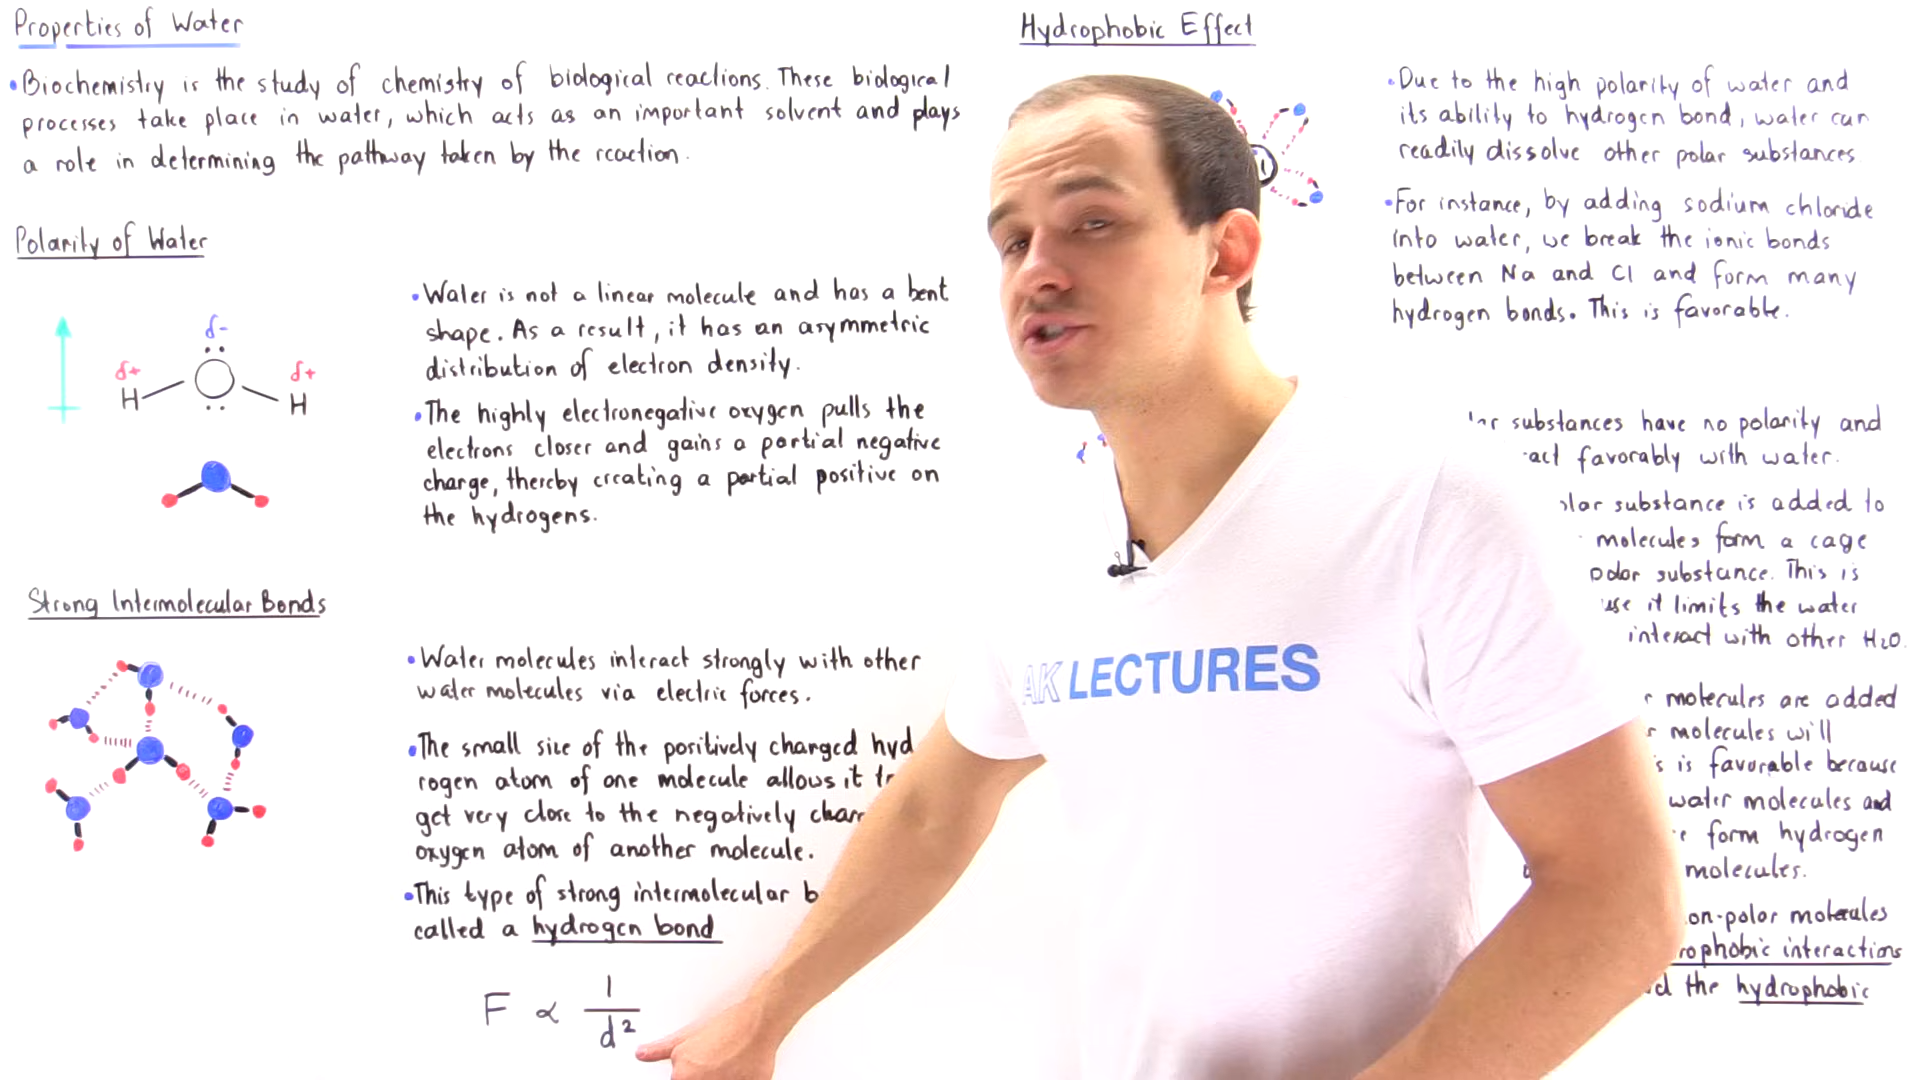 Properties of Water
•Biochemistry is the study of chemistry of biological reactions. These biological
processes take place in water, which acts as an important solvent and plays
a role in determining the pathway taken by the reaction.
Polarity of Water
δ-
δ+
δ+
H
H
•Water is not a linear molecule and has a bent
shape. As a result, it has an asymmetric
distribution of electron density.
•The highly electronegative oxygen pulls the
electrons closer and gains a partial negative
charge, thereby creating a partial positive on
the hydrogens.
Strong Intermolecular Bonds
•Water molecules interact strongly with other
water molecules via electric forces.
•The small size of the positively charged hyd
rogen atom of one molecule allows it
get very close to the negatively
oxygen atom of another molecule.
•This type of strong intermolecular
called a hydrogen bond
F ∝ 1
d²
Hydrophobic Effect
•Due to the high polarity of water and
its ability to hydrogen bond, water can
readily dissolve other polar substances
•For instance, by adding sodium chloride
into water, we break the ionic bonds
between Na and Cl and form many
hydrogen bonds. This is favorable.
substances have no polarity and
favorably with water.
substance is added to
molecules form a cage
substance. This is
it limits the water
interact with other H₂O.
molecules are added
molecules will
is favorable because
water molecules and
form hydrogen
molecules.
molecules
interactions
the hydrophobic
AK LECTURES